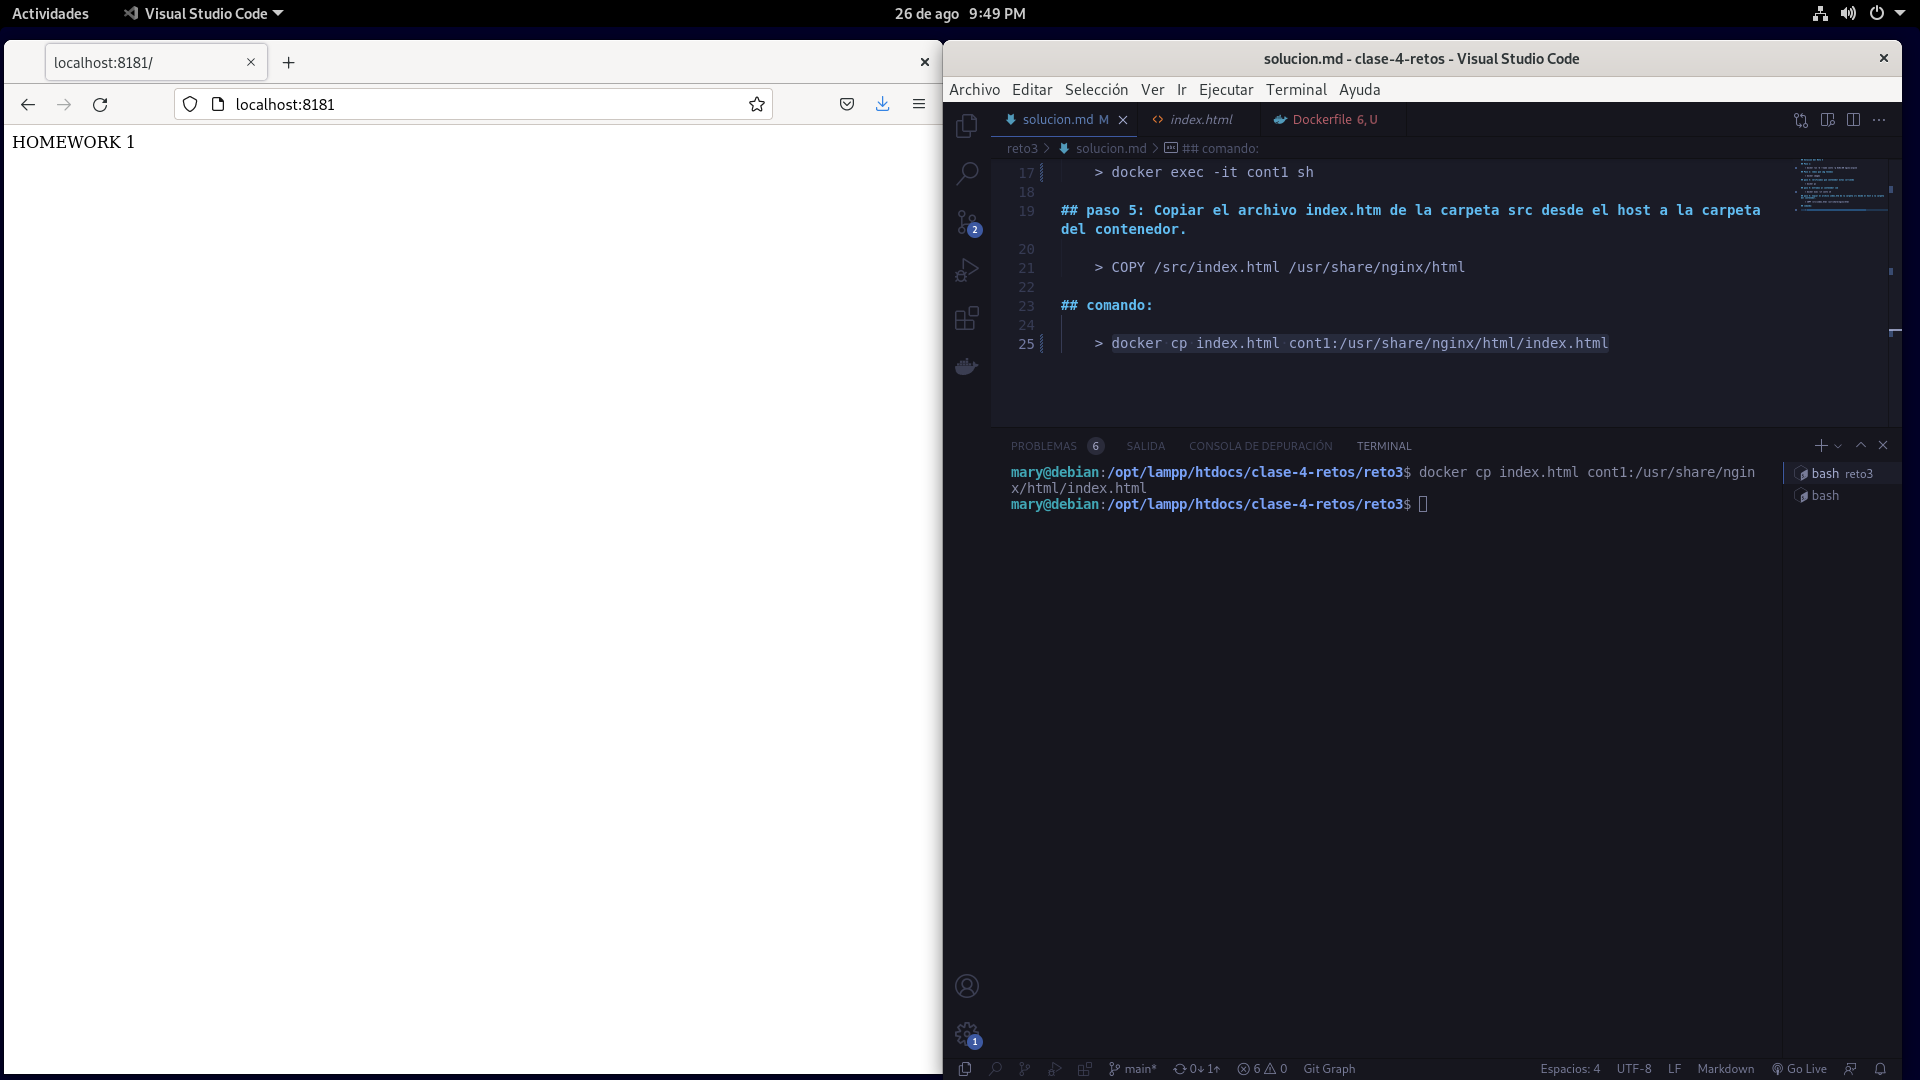 Actividades
Visual Studio Code
26 de ago 9:49 PM
localhost:8181/
localhost:8181
HOMEWORK 1
solucion.md - clase-4-retos - Visual Studio Code
Archivo Editar Selección Ver Ir Ejecutar Terminal Ayuda
solucion.md M
index.html
Dockerfile 6, U
reto3 > solucion.md > ## comando:
17 > docker exec -it cont1 sh
18
19 ## paso 5: Copiar el archivo index.htm de la carpeta src desde el host a la carpeta
del contenedor.
20
21 > COPY /src/index.html /usr/share/nginx/html
22
23 ## comando:
24
25 > docker cp index.html cont1:/usr/share/nginx/html/index.html
2
PROBLEMAS 6 SALIDA CONSOLA DE DEPURACIÓN TERMINAL
mary@debian:/opt/lampp/htdocs/clase-4-retos/reto3$ docker cp index.html cont1:/usr/share/ngin
x/html/index.html
mary@debian:/opt/lampp/htdocs/clase-4-retos/reto3$
bash reto3
bash
1
main* 0↓ 1↑ 6 0 Git Graph
Espacios: 4 UTF-8 LF Markdown Go Live